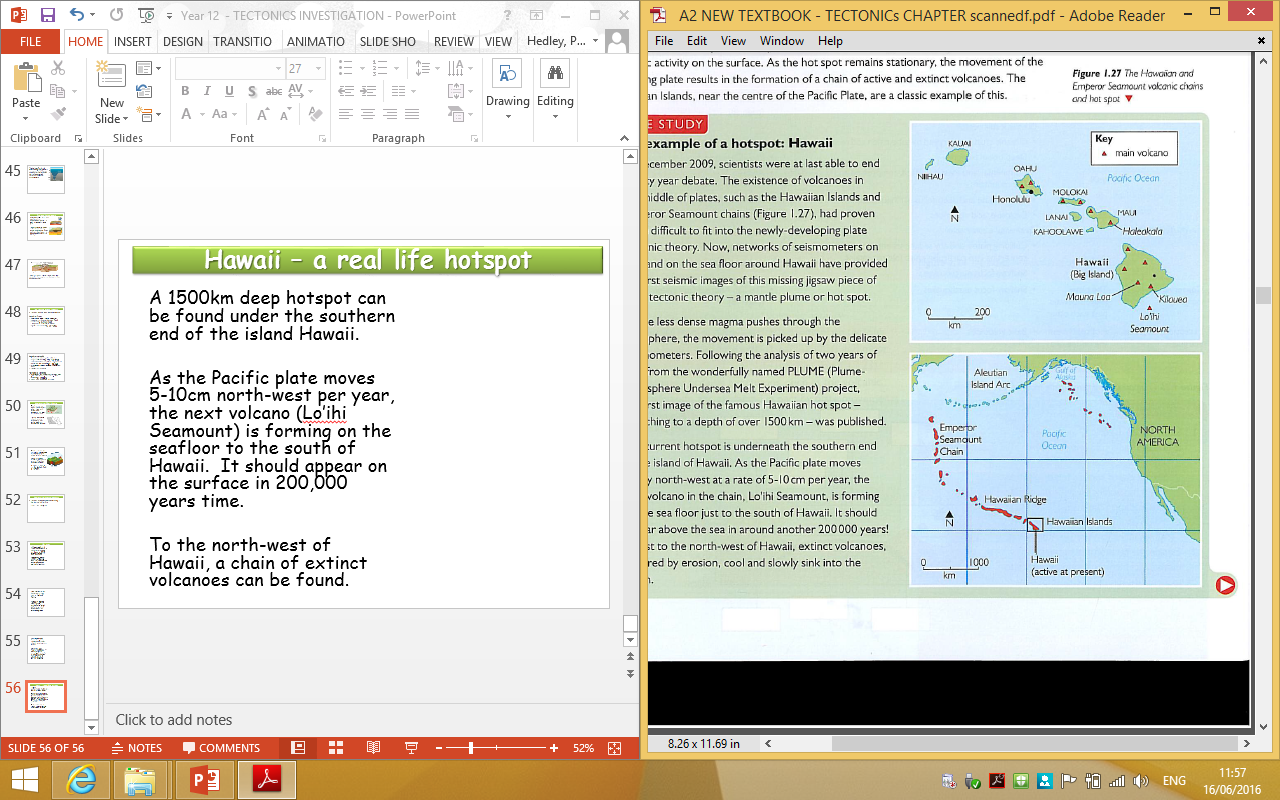 Year 12 - TECTONICS INVESTIGATION - PowerPoint
?
FILE HOME INSERT DESIGN TRANSITIO ANIMATIO SLIDE SHO REVIEW VIEW Hedley, P...
Paste
New
Slide
27
B I U S abc AV
A Aa A A
Drawing
Editing
Clipboard Slides Font Paragraph
45
46
47
48
49
50
51
52
53
54
55
56
Hawaii – a real life hotspot
A 1500km deep hotspot can
be found under the southern
end of the island Hawaii.
As the Pacific plate moves
5-10cm north-west per year,
the next volcano (Lo'ihi
Seamount) is forming on the
seafloor to the south of
Hawaii. It should appear on
the surface in 200,000
years time.
To the north-west of
Hawaii, a chain of extinct
volcanoes can be found.
Click to add notes
SLIDE 56 OF 56 NOTES COMMENTS 52%
A2 NEW TEXTBOOK - TECTONICs CHAPTER scannedf.pdf - Adobe Reader
File Edit View Window Help
c activity on the surface. As the hot spot remains stationary, the movement of the
ng plate results in the formation of a chain of active and extinct volcanoes. The
an Islands, near the centre of the Pacific Plate, are a classic example of this.
Figure 1.27 The Hawaiian and
Emperor Seamount volcanic chains
and hot spot
E STUDY
example of a hotspot: Hawaii
ecember 2009, scientists were at last able to end
ty year debate. The existence of volcanoes in
middle of plates, such as the Hawaiian Islands and
eror Seamount chains (Figure 1.27), had proven
difficult to fit into the newly-developing plate
nic theory. Now, networks of seismometers on
and on the sea floor around Hawaii have provided
rst seismic images of this missing jigsaw piece of
tectonic theory – a mantle plume or hot spot.
e less dense magma pushes through the
sphere, the movement is picked up by the delicate
ometers. Following the analysis of two years of
from the wonderfully named PLUME (Plume-
sphere Undersea Melt Experiment) project,
rst image of the famous Hawaiian hot spot –
ching to a depth of over 1500 km – was published.
current hotspot is underneath the southern end
e island of Hawaii. As the Pacific plate moves
y north-west at a rate of 5-10 cm per year, the
volcano in the chain, Lo'ihi Seamount, is forming
e sea floor just to the south of Hawaii. It should
ar above the sea in around another 200 000 years!
st to the north-west of Hawaii, extinct volcanoes,
red by erosion, cool and slowly sink into the
n.
Key
main volcano
KAUAI
NIIHAU
OAHU
Honolulu
Pacific Ocean
MOLOKAI
LANAI
MAUI
KAHOOLAWE
Haleakala
N
Hawaii
(Big Island)
Mauna Loa
Kilauea
Lo'ihi
Seamount
0 200
km
Aleutian
Island Arc
Gulf of
Alaska
Emperor
Seamount
Chain
Pacific
Ocean
NORTH
AMERICA
Hawaiian Ridge
N
Hawaiian Islands
0 1000
km
Hawaii
(active at present)
8.26 x 11.69 in
ENG
11:57
16/06/2016